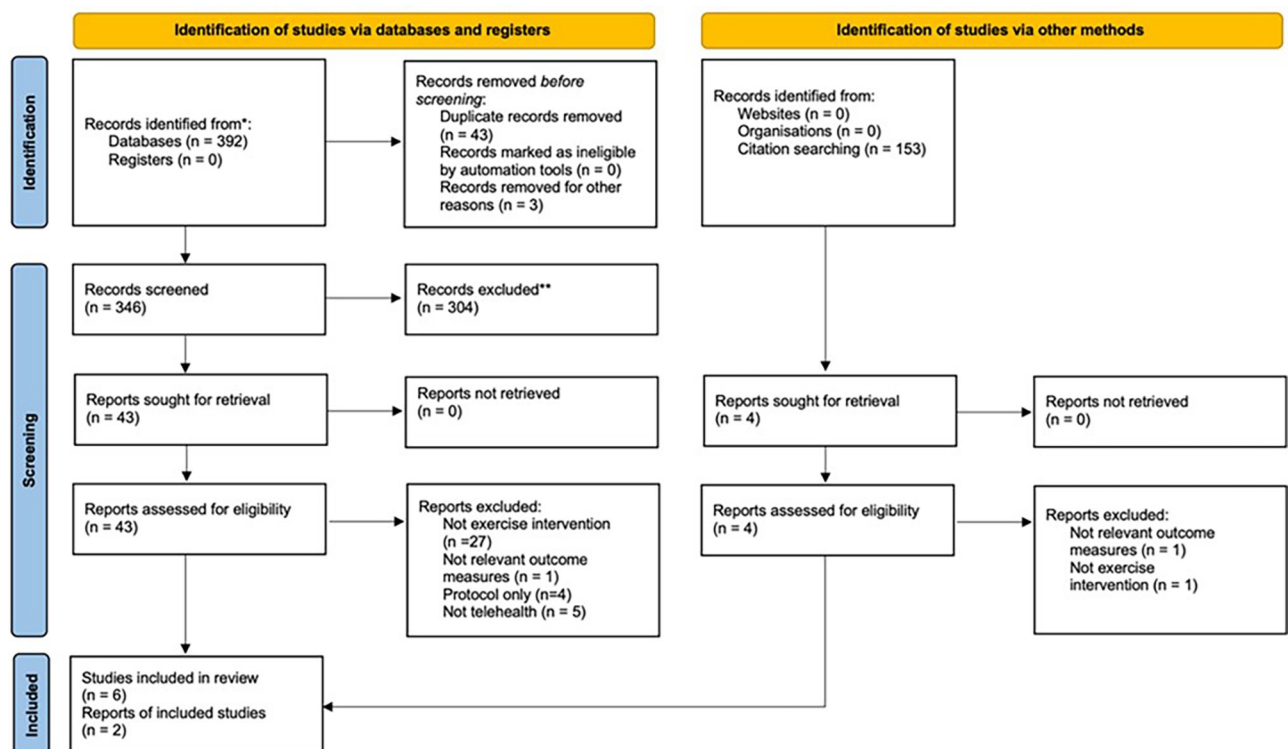 Identification of studies via databases and registers
Identification of studies via other methods
Identification
Records identified from*:
Databases (n = 392)
Registers (n = 0)
Records removed before
screening:
Duplicate records removed
(n = 43)
Records marked as ineligible
by automation tools (n = 0)
Records removed for other
reasons (n = 3)
Records identified from:
Websites (n = 0)
Organisations (n = 0)
Citation searching (n = 153)
Screening
Records screened
(n = 346)
Records excluded**
(n = 304)
Reports sought for retrieval
(n = 43)
Reports not retrieved
(n = 0)
Reports sought for retrieval
(n = 4)
Reports not retrieved
(n = 0)
Reports assessed for eligibility
(n = 43)
Reports excluded:
Not exercise intervention
(n =27)
Not relevant outcome
measures (n = 1)
Protocol only (n=4)
Not telehealth (n = 5)
Reports assessed for eligibility
(n = 4)
Reports excluded:
Not relevant outcome
measures (n = 1)
Not exercise
intervention (n = 1)
Included
Studies included in review
(n = 6)
Reports of included studies
(n = 2)